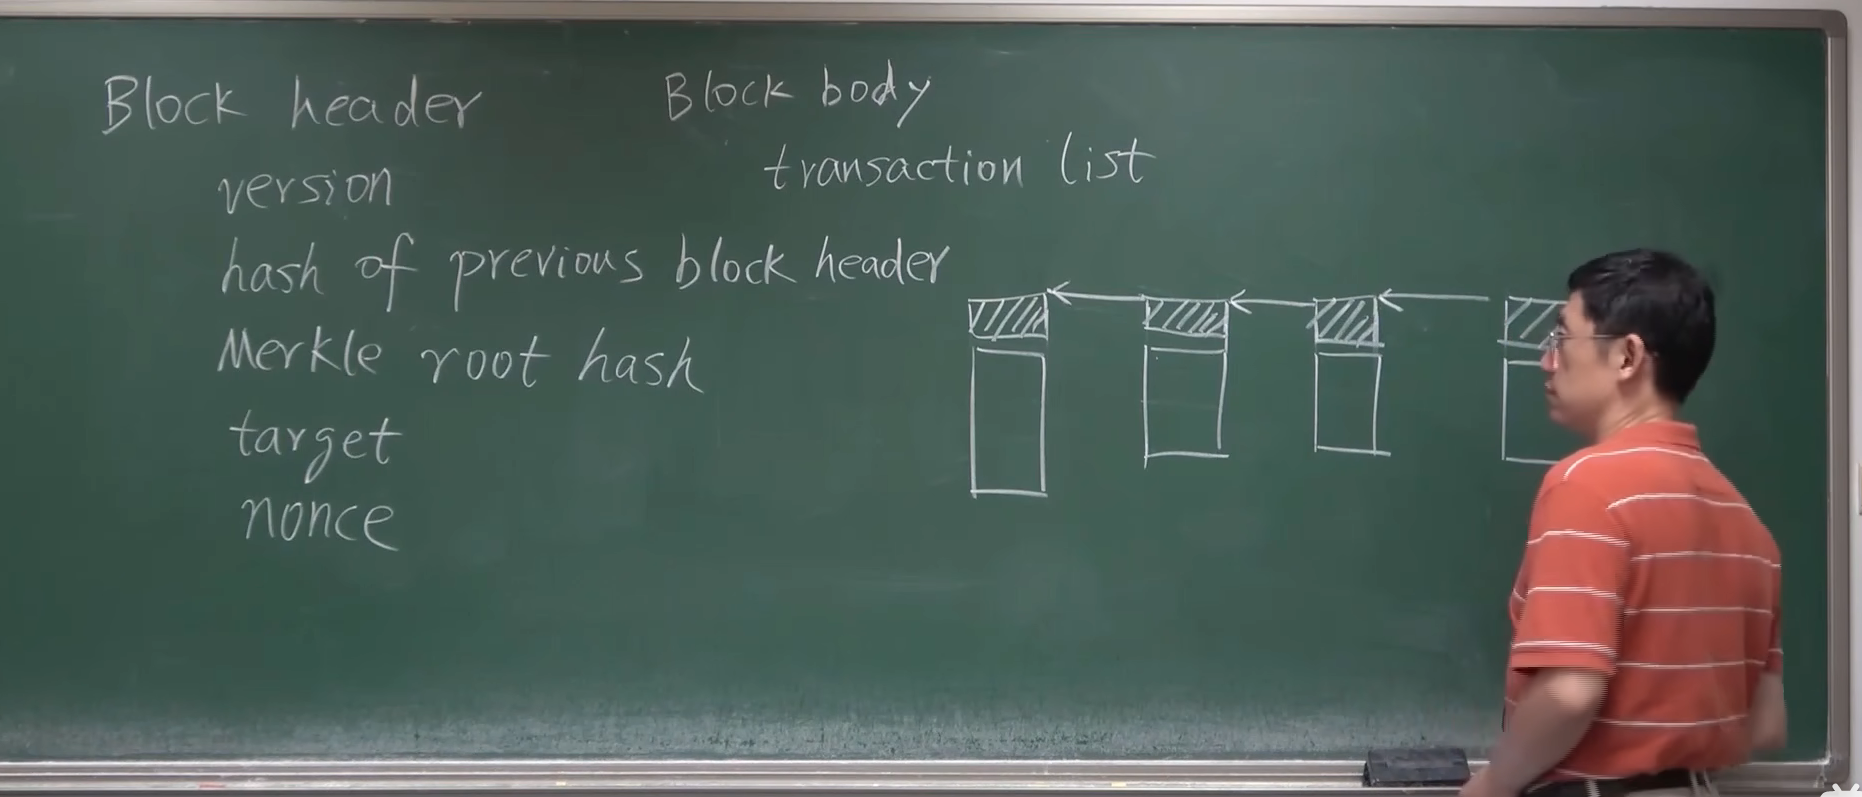 Block header
version
hash of previous block header
Merkle root hash
target
nonce
Block body
transaction list